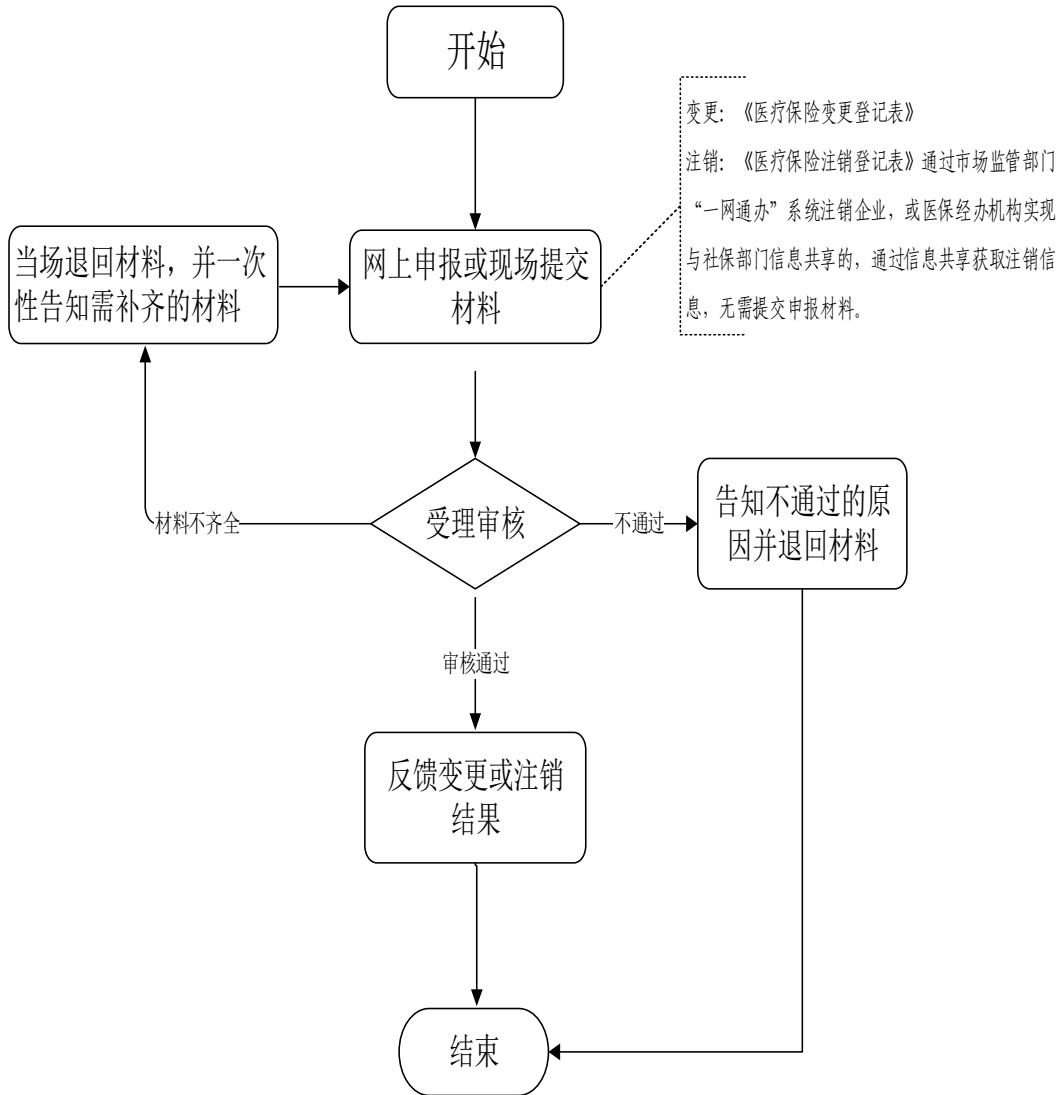 开始
变更：《医疗保险变更登记表》
注销：《医疗保险注销登记表》通过市场监管部门
“一网通办”系统注销企业，或医保经办机构实现
与社保部门信息共享的，通过信息共享获取注销信
息，无需提交申报材料。
当场退回材料，并一次
性告知需补齐的材料
网上申报或现场提交
材料
材料不齐全
受理审核
不通过
告知不通过的原
因并退回材料
审核通过
反馈变更或注销
结果
结束